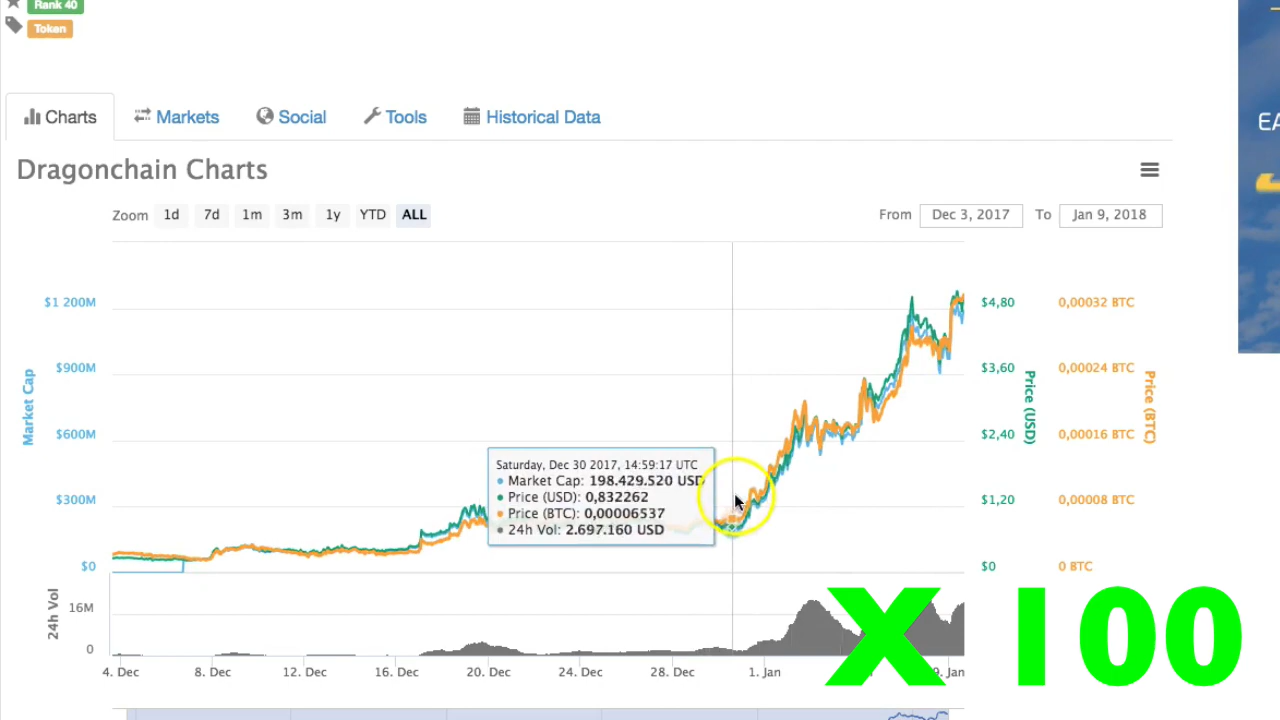 Rank 40
Token
Charts Markets Social Tools Historical Data
Dragonchain Charts
Zoom 1d 7d 1m 3m 1y YTD ALL From Dec 3, 2017 To Jan 9, 2018
EA
$1 200M $4,80 0,00032 BTC
$900M $3,60 0,00024 BTC
Market Cap
Price (USD)
Price (BTC)
$600M $2,40 0,00016 BTC
Saturday, Dec 30 2017, 14:59:17 UTC
Market Cap: 198.429.520 USD
Price (USD): 0,832262
Price (BTC): 0,00006537
24h Vol: 2.697.160 USD
$300M $1,20 0,00008 BTC
$0 $0 0 BTC
24h Vol
16M
0
X 100
4. Dec 8. Dec 12. Dec 16. Dec 20. Dec 24. Dec 28. Dec 1. Jan 9. Jan